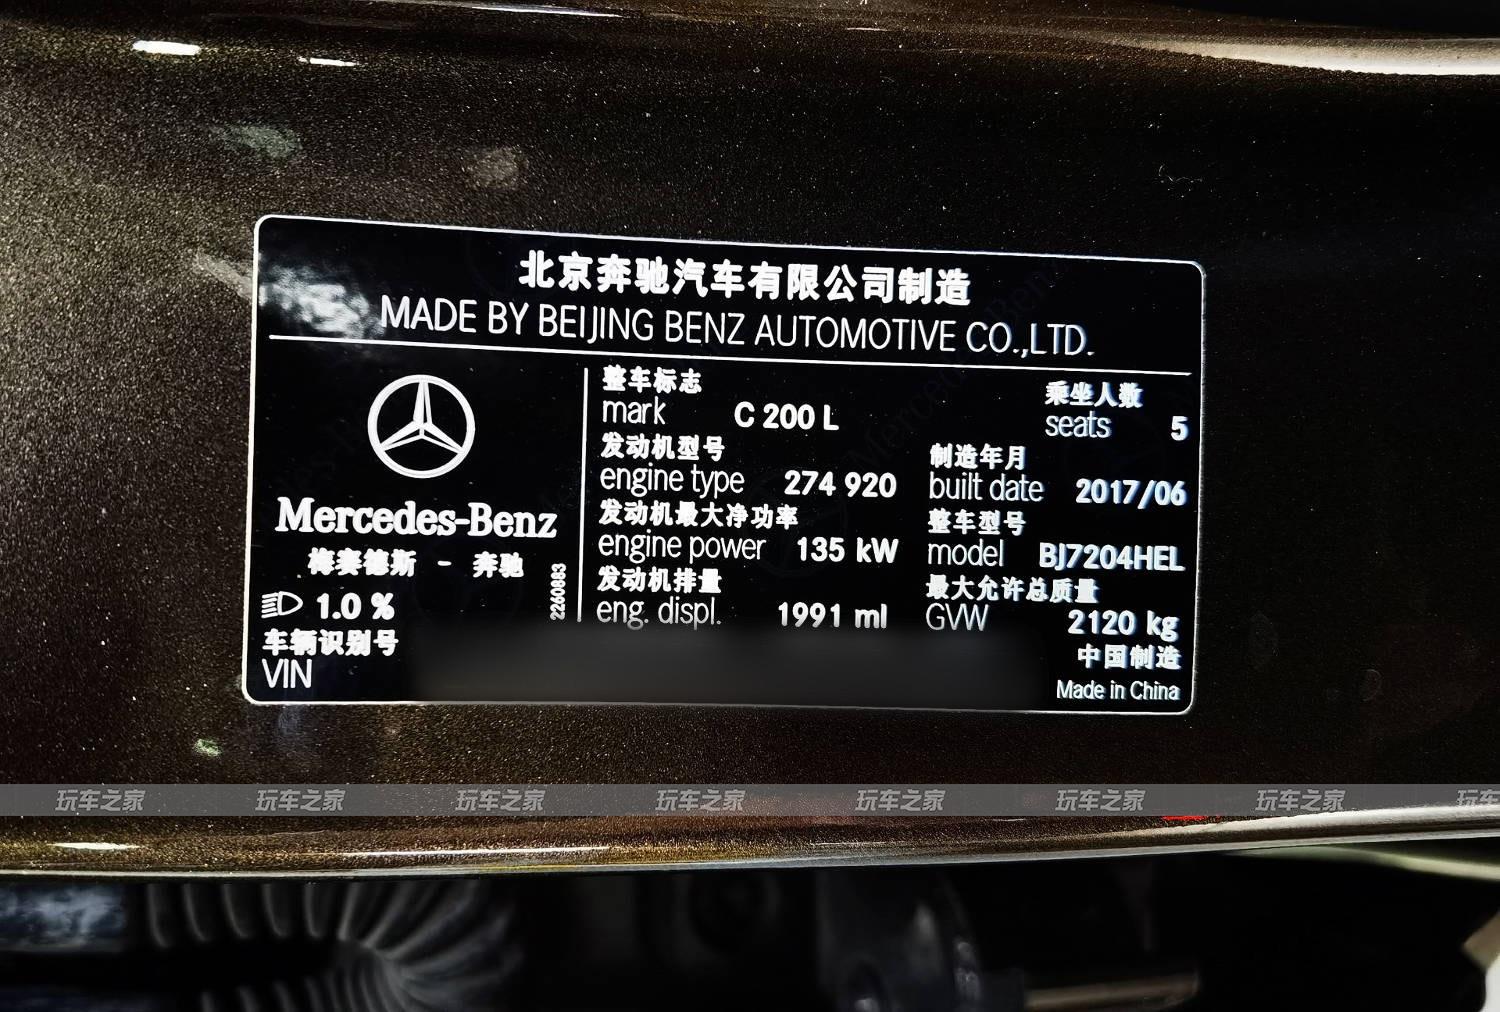 北京奔驰汽车有限公司制造
MADE BY BEIJING BENZ AUTOMOTIVE CO.,LTD.
Mercedes-Benz
梅赛德斯 - 奔驰
1.0 %
2260883
车辆识别号
VIN
整车标志
mark C 200 L
乘坐人数
seats 5
发动机型号
engine type 274 920
制造年月
built date 2017/06
发动机最大净功率
engine power 135 kW
整车型号
model BJ7204HEL
发动机排量
eng. displ. 1991 ml
最大允许总质量
GVW 2120 kg
中国制造
Made in China
玩车之家 玩车之家 玩车之家 玩车之家 玩车之家 玩车之家 玩车之家 玩车